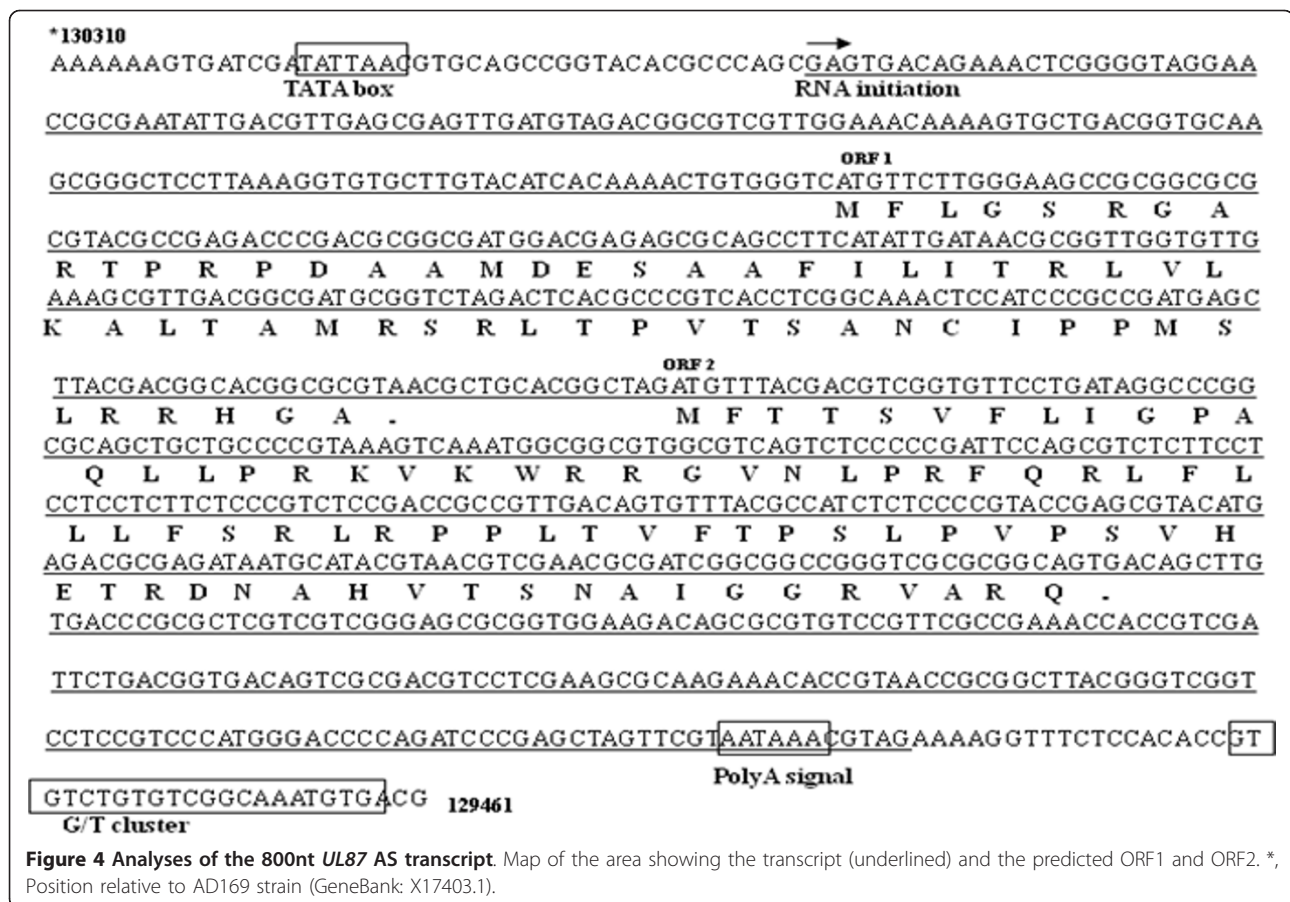 *130310
AAAAAAGTGATCGATATTAACGTGCAGCCGGTACACGCCCAGCGAGTGACAGAAACTCGGGGTAGGAA
TATA box RNA initiation
CCGCGAATATTGACGTTGAGCGAGTTGATGTAGACGGCGTCGTTGGAAACAAAAGTGCTGACGGTGCAA
ORF 1
GCGGGCTCCTTAAAGGTGTGCTTGTACATCACAAAACTGTGGGTCATGTTCTTGGGAAGCCGCGGCGCG
M F L G S R G A
CGTACGCCGAGACCCGACGCGGCGATGGACGAGAGCGCAGCCTTCATATTGATAACGCGGTTGGTGTTG
R T P R P D A A M D E S A A F I L I T R L V L
AAAGCGTTGACGGCGATGCGGTCTAGACTCACGCCCGTCACCTCGGCAAACTCCATCCCGCCGATGAGC
K A L T A M R S R L T P V T S A N C I P P M S
ORF 2
TTACGACGGCACGGCGCGTAACGCTGCACGGCTAGATGTTTACGACGTCGGTGTTCCTGATAGGCCCGG
L R R H G A . M F T T S V F L I G P A
CGCAGCTGCTGCCCCGTAAAGTCAAATGGCGGCGTGGCGTCAGTCTCCCCCGATTCCAGCGTCTCTTCCT
Q L L P R K V K W R R G V N L P R F Q R L F L
CCTCCTCTTCTCCCGTCTCCGACCGCCGTTGACAGTGTTTACGCCATCTCTCCCCGTACCGAGCGTACATG
L L F S R L R P P L T V F T P S L P V P S V H
AGACGCGAGATAATGCATACGTAACGTCGAACGCGATCGGCGGCCGGGTCGCGCGGCAGTGACAGCTTG
E T R D N A H V T S N A I G G R V A R Q .
TGACCCGCGCTCGTCGTCGGGAGCGCGGTGGAAGACAGCGCGTGTCCGTTCGCCGAAACCACCGTCGA
TTCTGACGGTGACAGTCGCGACGTCCTCGAAGCGCAAGAAACACCGTAACCGCGGCTTACGGGTCGGT
CCTCCGTCCCATGGGACCCCAGATCCCGAGCTAGTTCGTAATAAACGTAGAAAAGGTTTCTCCACACCGT
PolyA signal
GTCTGTGTCGGCAAATGTGACG 129461
G/T cluster
Figure 4 Analyses of the 800nt UL87 AS transcript. Map of the area showing the transcript (underlined) and the predicted ORF1 and ORF2. *,
Position relative to AD169 strain (GeneBank: X17403.1).